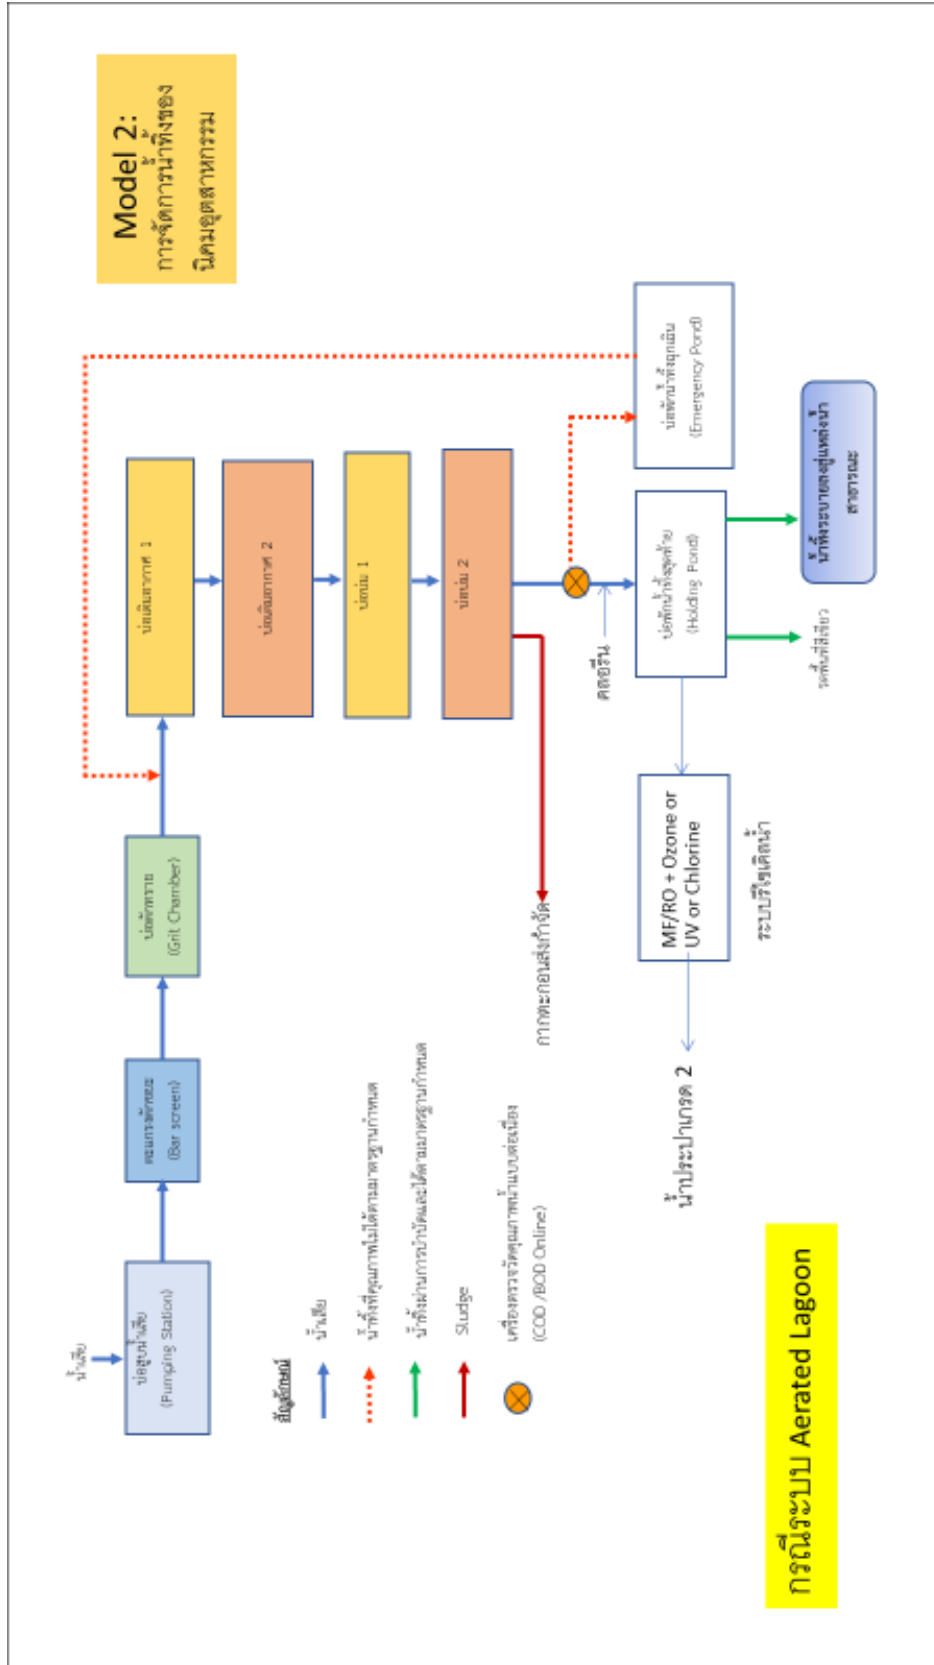 Model 2:
การจัดการน้ำทิ้งของ
นิคมอุตสาหกรรม
น้ำเสีย
บ่อสูบน้ำเสีย
(Pumping Station)
ตะแกรงดักขยะ
(Bar screen)
บ่อดักทราย
(Grit Chamber)
บ่อเติมอากาศ 1
บ่อเติมอากาศ 2
บ่อบ่ม 1
บ่อบ่ม 2
สัญลักษณ์
น้ำเสีย
น้ำทิ้งที่คุณภาพไม่ได้ตามมาตรฐานกำหนด
น้ำทิ้งผ่านการบำบัดและได้ตามมาตรฐานกำหนด
Sludge
เครื่องตรวจวัดคุณภาพน้ำแบบต่อเนื่อง
(COD /BOD Online)
กากตะกอนส่งกำจัด
คลอรีน
บ่อพักน้ำทิ้งฉุกเฉิน
(Emergency Pond)
บ่อพักน้ำทิ้งสุดท้าย
(Holding Pond)
MF/RO + Ozone or
UV or Chlorine
ระบบรีไซเคิลน้ำ
น้ำประปาเกรด 2
รดพื้นที่สีเขียว
น้ำทิ้งระบายลงสู่แหล่งน้ำ
สาธารณะ
กรณีระบบ Aerated Lagoon